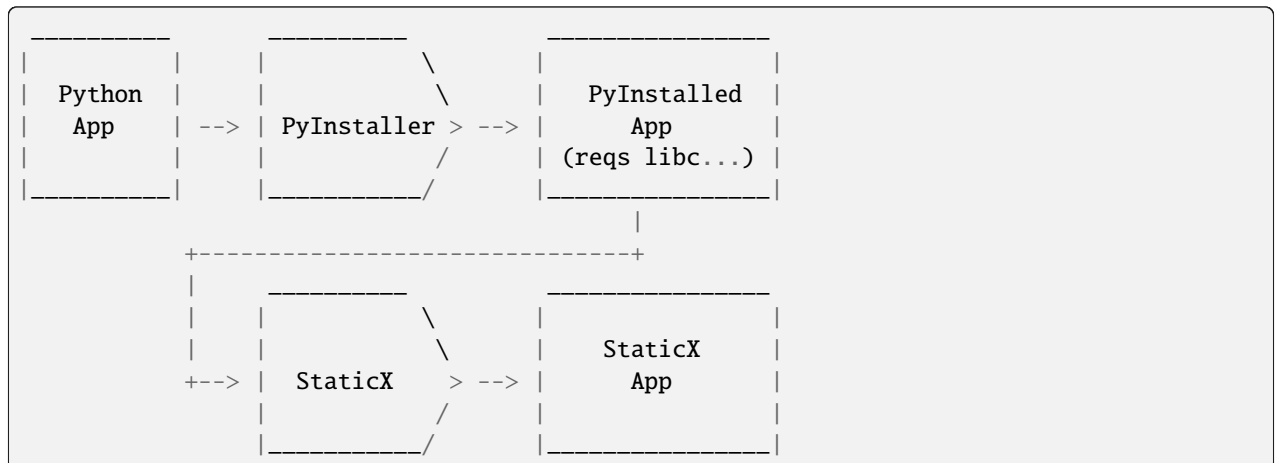 Python PyInstalled
App --> PyInstaller > --> App
(reqs libc...)
StaticX
+--> StaticX > --> App